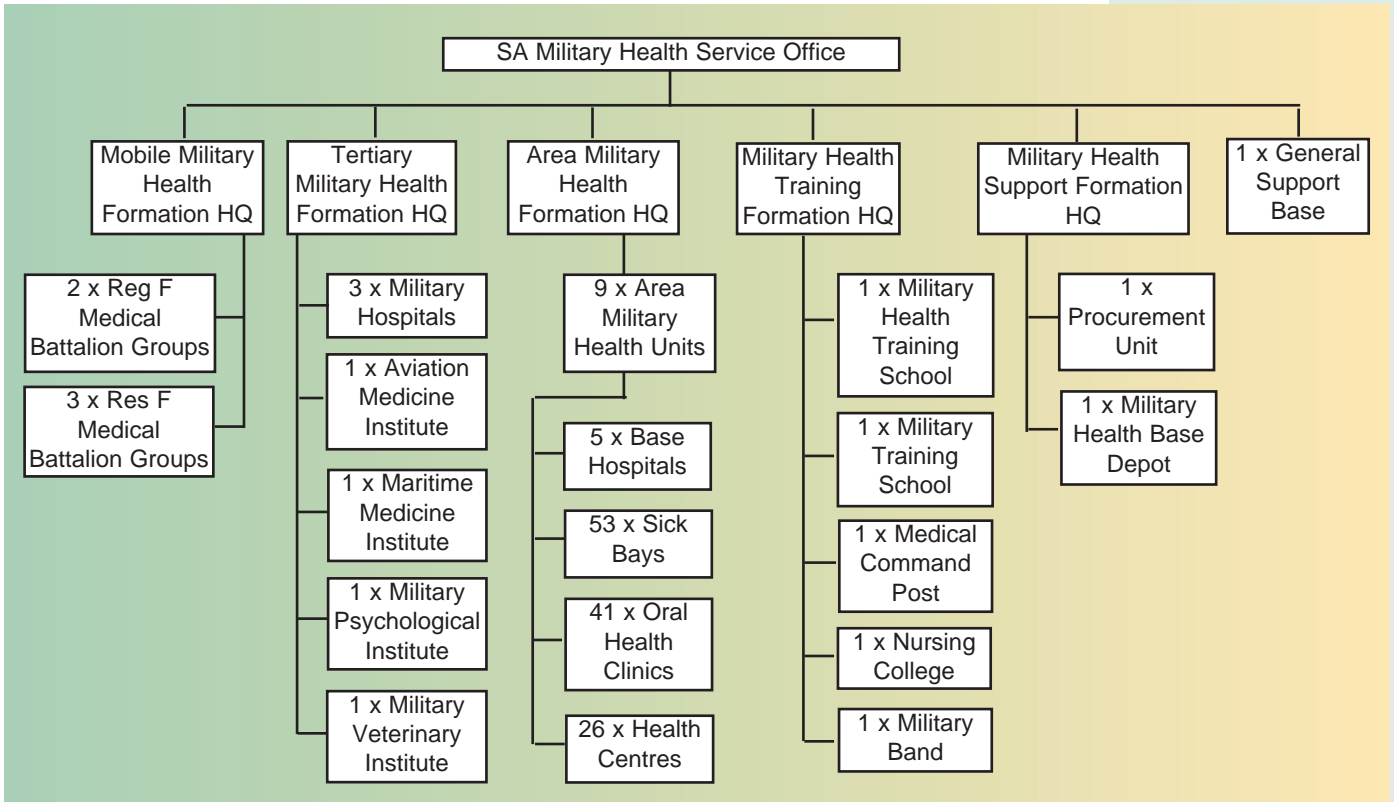 SA Military Health Service Office
Mobile Military
Health
Formation HQ
Tertiary
Military Health
Formation HQ
Area Military
Health
Formation HQ
Military Health
Training
Formation HQ
Military Health
Support Formation
HQ
1 x General
Support
Base
2 x Reg F
Medical
Battalion Groups
3 x Res F
Medical
Battalion Groups
3 x Military
Hospitals
1 x Aviation
Medicine
Institute
1 x Maritime
Medicine
Institute
1 x Military
Psychological
Institute
1 x Military
Veterinary
Institute
9 x Area
Military
Health Units
5 x Base
Hospitals
53 x Sick
Bays
41 x Oral
Health
Clinics
26 x Health
Centres
1 x Military
Health
Training
School
1 x Military
Training
School
1 x Medical
Command
Post
1 x Nursing
College
1 x Military
Band
1 x
Procurement
Unit
1 x Military
Health Base
Depot